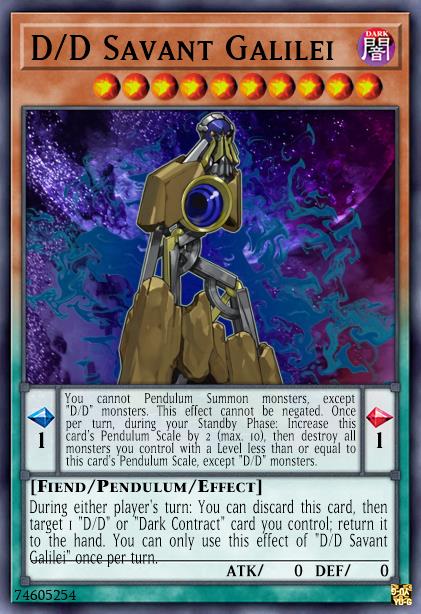 D/D Savant Galilei
DARK
闇
You cannot Pendulum Summon monsters, except
"D/D" monsters. This effect cannot be negated. Once
per turn, during your Standby Phase: Increase this
card's Pendulum Scale by 2 (max. 10), then destroy all
monsters you control with a Level less than or equal to
this card's Pendulum Scale, except "D/D" monsters.
1
1
[Fiend/Pendulum/Effect]
During either player's turn: You can discard this card, then
target 1 "D/D" or "Dark Contract" card you control; return it
to the hand. You can only use this effect of "D/D Savant
Galilei" once per turn.
ATK/ 0 DEF/ 0
74605254